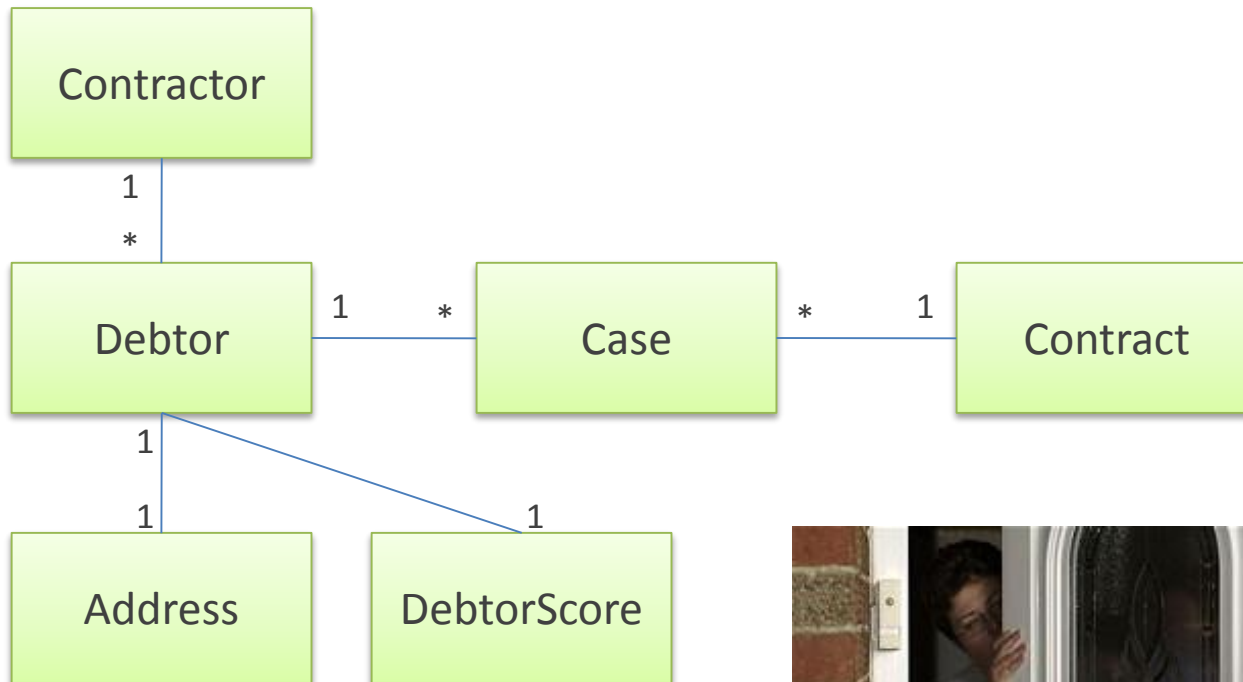 Contractor
1
*
Debtor
1
*
Case
*
1
Contract
1
1
1
Address
DebtorScore